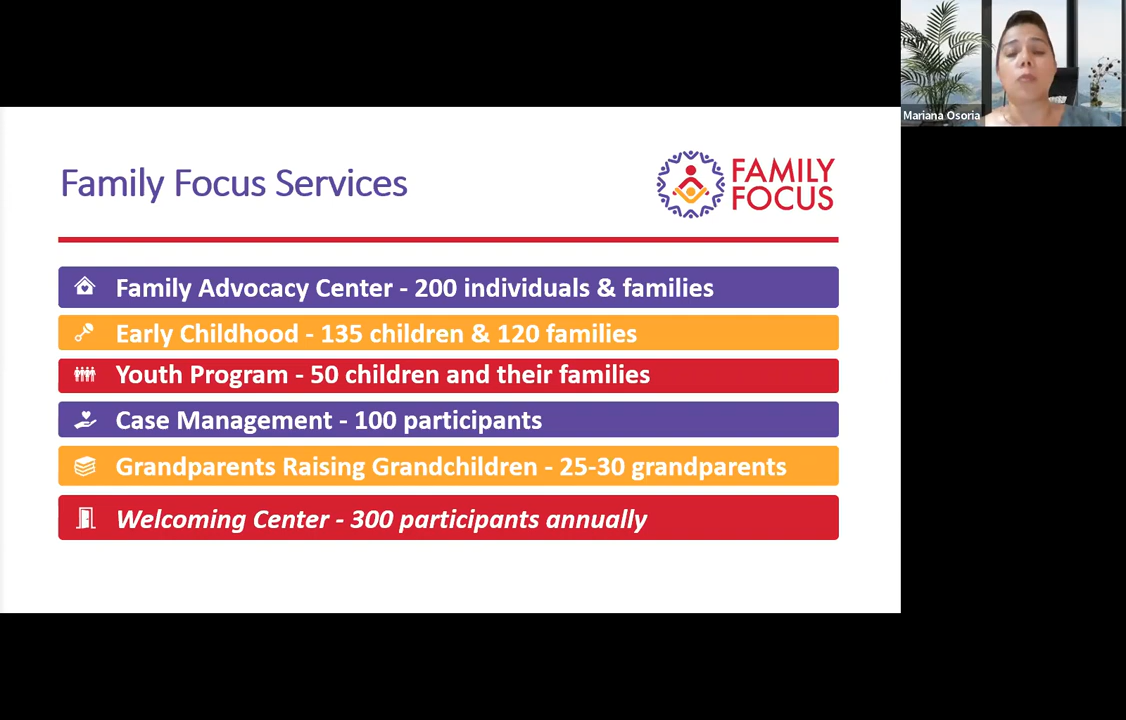 Mariana Osoria
Family Focus Services
FAMILY
FOCUS
Family Advocacy Center - 200 individuals & families
Early Childhood - 135 children & 120 families
Youth Program - 50 children and their families
Case Management - 100 participants
Grandparents Raising Grandchildren - 25-30 grandparents
Welcoming Center - 300 participants annually